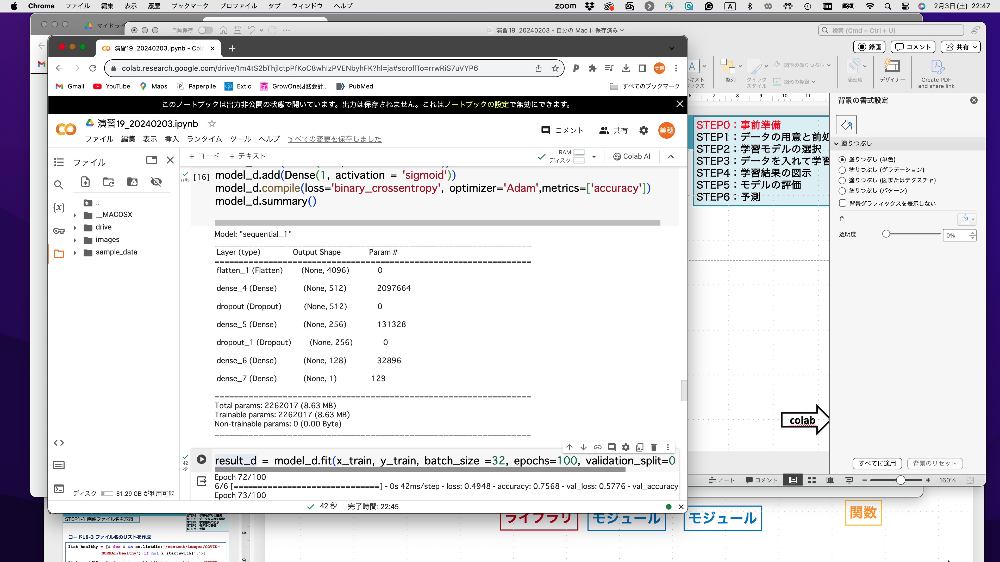 Chrome ファイル 編集 表示 履歴 ブックマーク プロファイル タブ ウィンドウ ヘルプ zoom A 2月3日(土) 22:47
マイドライ
自動保存 演習19_20240203 - 自分の Mac に保存済み 検索 (Cmd + Ctrl + U)
録画 コメント 共有
演習19_20240203.ipynb - Cola
colab.research.google.com/drive/1m4tS2bThjlctpPfKoC8whIzPVENbyhFK?hl=ja#scrollTo=rrwRiS7uVYP6
美穂
Gmail YouTube Maps Paperpile Extic GrowOne財務会計... PubMed すべてのブックマーク
このノートブックは出力非公開の状態で開いています。出力は保存されません。これはノートブックの設定で無効にできます。
演習19_20240203.ipynb
コメント 共有 美穂
ファイル 編集 表示 挿入 ランタイム ツール ヘルプ すべての変更を保存しました
ファイル
+ コード + テキスト
RAM
ディスク
Colab AI
..
__MACOSX
drive
images
sample_data
ディスク 81.29 GB が利用可能
0 秒
[16] model_d.add(Dense(1, activation = 'sigmoid'))
model_d.compile(loss='binary_crossentropy', optimizer='Adam',metrics=['accuracy'])
model_d.summary()
Model: "sequential_1"
Layer (type) Output Shape Param #
=================================================================
flatten_1 (Flatten) (None, 4096) 0
dense_4 (Dense) (None, 512) 2097664
dropout (Dropout) (None, 512) 0
dense_5 (Dense) (None, 256) 131328
dropout_1 (Dropout) (None, 256) 0
dense_6 (Dense) (None, 128) 32896
dense_7 (Dense) (None, 1) 129
=================================================================
Total params: 2262017 (8.63 MB)
Trainable params: 2262017 (8.63 MB)
Non-trainable params: 0 (0.00 Byte)
42
秒
result_d = model_d.fit(x_train, y_train, batch_size =32, epochs=100, validation_split=0
Epoch 72/100
6/6 [==============================] - 0s 42ms/step - loss: 0.4948 - accuracy: 0.7568 - val_loss: 0.5776 - val_accuracy
Epoch 73/100
42 秒 完了時間: 22:45
キスト
ックス
整列
クイック
スタイル
図形の塗りつぶし
図形の枠線
秘密度
デザイナー
Create PDF
and share link
6 7 8 9 10 11
STEP0：事前準備
STEP1：データの用意と前処
STEP2：学習モデルの選択
STEP3：データを入れて学習
STEP4：学習結果の図示
STEP5：モデルの評価
STEP6：予測
colab
背景の書式設定
塗りつぶし
塗りつぶし (単色)
塗りつぶし (グラデーション)
塗りつぶし (図またはテクスチャ)
塗りつぶし (パターン)
背景グラフィックスを表示しない
色
透明度 0%
すべてに適用 背景のリセット
ノート コメント 160%
ライブラリ モジュール モジュール 関数
STEP1-1 画像ファイル名を取得
STEP2：学習モデルの選択
STEP3：データを入れて学習
STEP4：学習結果の図示
STEP5：モデルの評価
STEP6：予測
コード18-3 ファイル名のリストを作成
list_healthy = [i for i in os.listdir('/content/images/COVID-
NORMAL/healthy') if not i.startswith('.')]
9